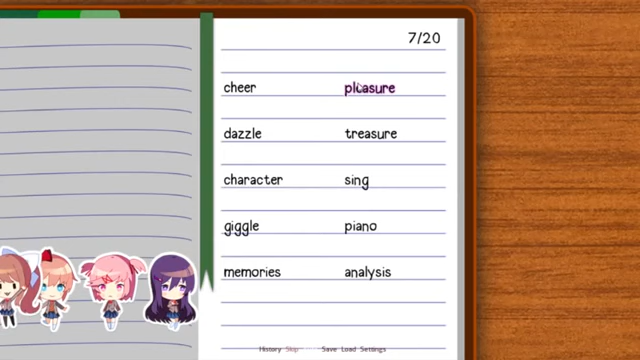 7/20
cheer pleasure
dazzle treasure
character sing
giggle piano
memories analysis
History Skip Save Load Settings